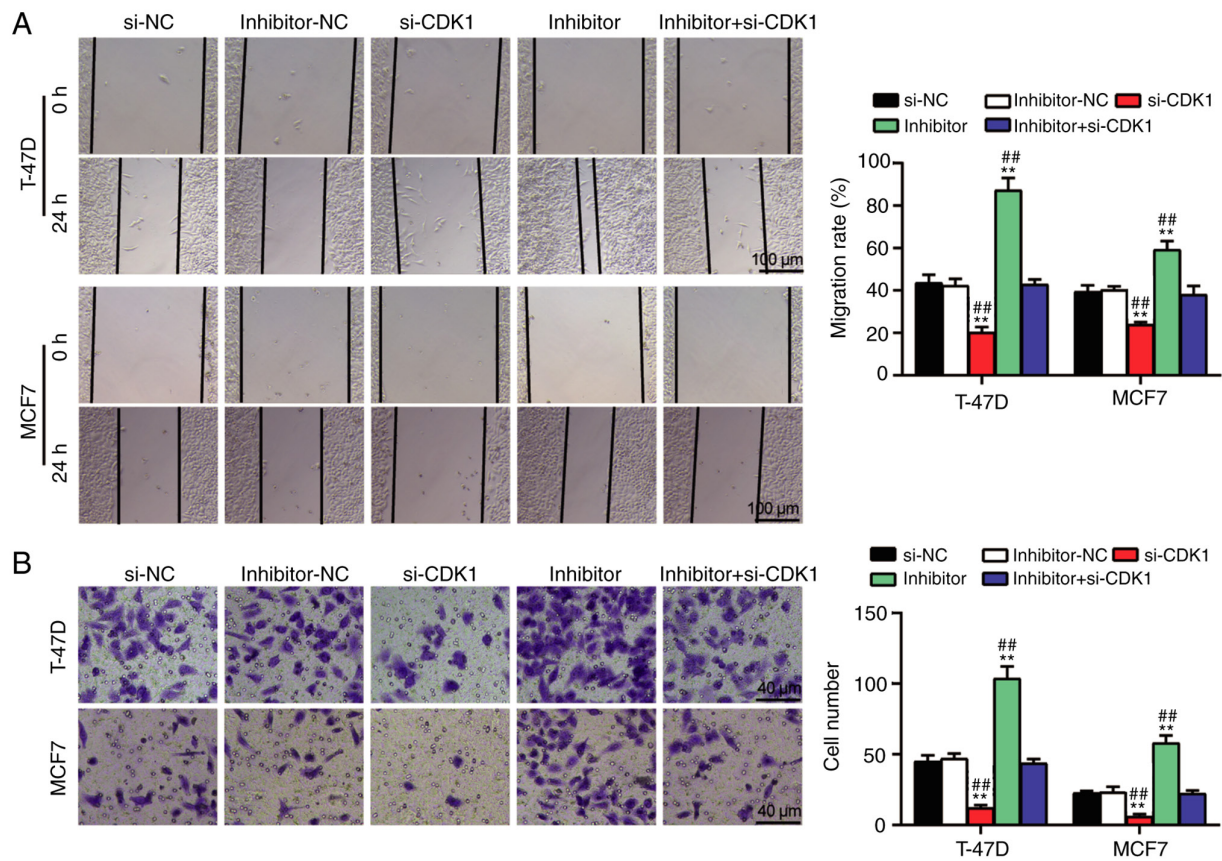 A
si-NC Inhibitor-NC si-CDK1 Inhibitor Inhibitor+si-CDK1
T-47D
0 h
24 h
100 µm
MCF7
0 h
24 h
100 µm
si-NC Inhibitor-NC si-CDK1
Inhibitor Inhibitor+si-CDK1
Migration rate (%)
100
80
60
40
20
0
##
**
##
**
##
**
##
**
T-47D MCF7
B
si-NC Inhibitor-NC si-CDK1 Inhibitor Inhibitor+si-CDK1
T-47D
40 µm
MCF7
40 µm
si-NC Inhibitor-NC si-CDK1
Inhibitor Inhibitor+si-CDK1
Cell number
150
100
50
0
##
**
##
**
##
**
##
**
T-47D MCF7